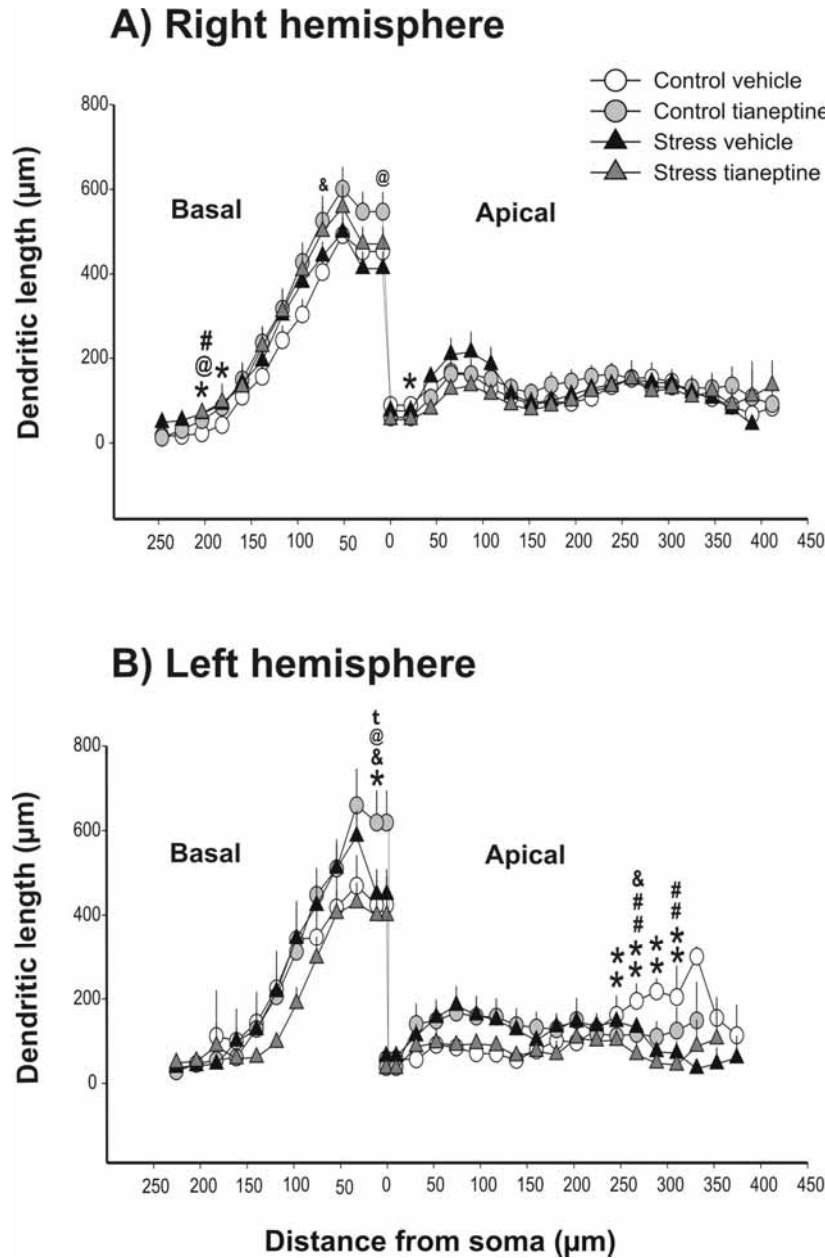 A) Right hemisphere
Control vehicle
Control tianeptine
Stress vehicle
Stress tianeptine
Dendritic length (µm)
800
600
400
200
0
Basal
Apical
&
@
#
@
* *
*
250 200 150 100 50 0 50 100 150 200 250 300 350 400 450
B) Left hemisphere
Dendritic length (µm)
800
600
400
200
0
Basal
Apical
t
@
&
*
& #
# #
# *
* * * *
* * * *
250 200 150 100 50 0 50 100 150 200 250 300 350 400 450
Distance from soma (µm)